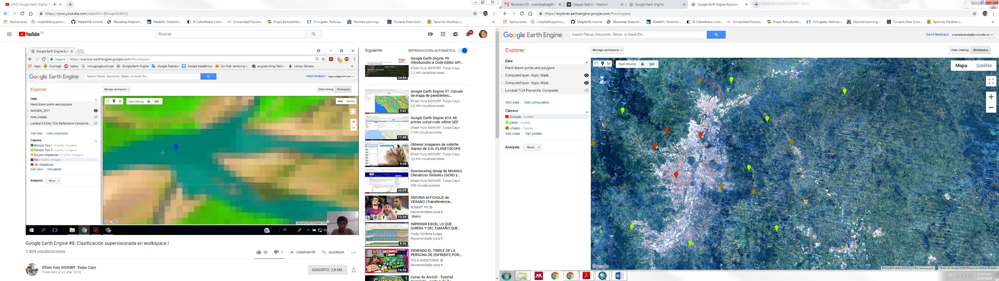 (952) Google Earth Engine #
https://www.youtube.com/watch?v=85mqxJ5cWnQ
Aplicaciones matplotlib.pyplot.s... Matplotlib tutorial SBasemap Matplotl... Medellín, Medellín,... El Colombiano | not... Universidad Nacion... Grupo Bancolombi... Principales Noticias... Machine Learning... Towards Data Scien... Aprende Machine L... »
YouTube CO
Buscar
9+
Google Earth Engine Exp
Seguro | https://explorer.earthengine.google.com/#workspace
Apps Duolingo traduc www.google.com.pe Google Earth Engine Google Traductor Google Académico Sci-Hub: removing b arcgisbinding: Testin Library Genesis »
Google Earth Engine
Search Places, Keywords, Tables, or Asset IDs...
Send feedback sigyury@gmail.com
Explorer
Manage workspace
Data Catalog Workspace
Data
Hand-drawn points and polygons
IMAGEN_2017
Area_trabajo
Landsat 8 8-Day TOA Reflectance Composite
Add data Add computation
Classes
Bosque Tipo I - 18 points, 7 polygons
Bosque Tipo II - 9 points, 7 polygons
Escasa Vegetacion - 17 points, 2 polygons
Rio - 2 points, 1 polygon
Sin Vegetacion
Add class Get palette
Analysis: None
Point drawing. Exit
Map Satellite
Google
Map data ©2018 Google
ES
Google Earth Engine #8: Clasificación supervisionada en workspace I
2.804 visualizaciones
53 1 COMPARTIR GUARDAR
Efrain Yury SIGYURY .Turpo Cayo
Publicado el 27 ene. 2018
SUSCRITO 2,8 MIL
Siguiente
REPRODUCCIÓN AUTOMÁTICA
Google Earth Engine #9:
Introducción a Code Editor API...
Efrain Yury SIGYURY .Turpo Cayo
1,3 mil visualizaciones
24:50
Google Earth Engine #7: Calculo
de mapa de pendientes,...
Efrain Yury SIGYURY .Turpo Cayo
2,2 mil visualizaciones
9:02
Google Earth Engine #10: Mi
primer script code editor GEE
Efrain Yury SIGYURY .Turpo Cayo
2 mil visualizaciones
17:48
Obtener imágenes de satélite
diarias de 3 m, PLANETSCOPE
Efrain Yury SIGYURY .Turpo Cayo
3,9 mil visualizaciones
9:28
Downscaling Qmap de Modelos
Climáticos Globales (GCM) y...
Efrain Yury SIGYURY .Turpo Cayo
350 visualizaciones
56:09
ADIVINA el FICHAJE de
VERANO (Transferencia...
ROBERT PG
Recomendado para ti
Nuevo
12:25
IMPRIMIR EXCEL LO QUE
QUIERA Y DEL TAMAÑO QUE...
Fredy Córdova Luspa
Recomendado para ti
8:36
PIDIENDO EL TRIPLE DE LA
PERSONA DE ENFRENTE POR...
YOLO AVENTURAS
Recomendado para ti
GASTAMOS $3000
16:56
Curso de ArcGIS - Tutorial
Curso de
Recibidos (5) - evaristizabalg@un
Deepak Battini – Medium
Google Earth Engine
Google Earth Engine Explorer
https://explorer.earthengine.google.com/#workspace
Aplicaciones matplotlib.pyplot.s... Matplotlib tutorial SBasemap Matplotl... Medellín, Medellín,... El Colombiano | not... Universidad Nacion... Grupo Bancolombi... Principales Noticias... Machine Learning... Towards Data Scien... Aprende Machine L... »
Google Earth Engine
Search Places, Keywords, Tables, or Asset IDs...
Send feedback evaristizabalg@unal.edu.co
Explorer
Manage workspace
Data Catalog Workspace
Data
Hand-drawn points and polygons
Computed layer: Apply Mask
Computed layer: Apply Mask
Landsat TOA Percentile Composite
Add data Add computation
Classes
bosque - 4 points
pasto - 9 points
urbano - 7 points
Add class Get palette
Analysis: None
Point drawing. Exit
Mapa Satélite
Google
Datos de mapas ©2019 2 km Términos de uso Notificar un problema de Maps
ES
11:47 a.m.
25/07/2019